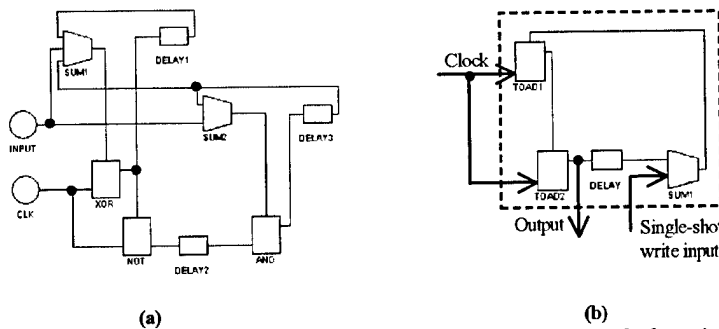 DELAY1
SUM1
SUM2
DELAY3
INPUT
XOR
CLK
NOT
DELAY2
AND
(a)
Clock
TOAD1
TOAD2
DELAY
SUM1
Output
Single-shot
write input
(b)